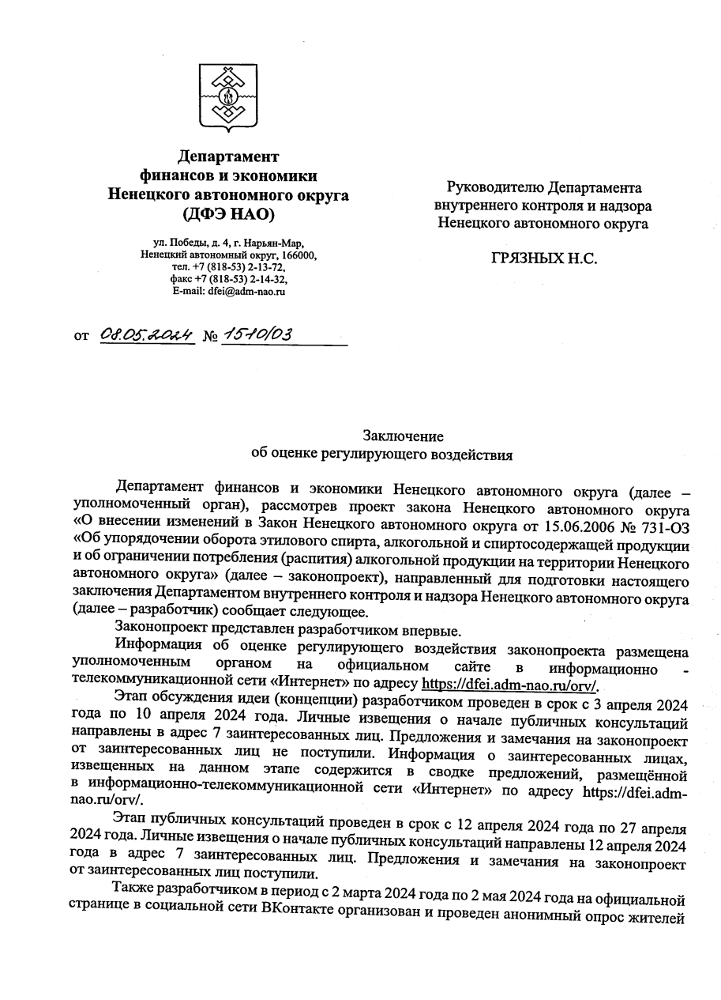 Департамент
финансов и экономики
Ненецкого автономного округа
(ДФЭ НАО)
ул. Победы, д. 4, г. Нарьян-Мар,
Ненецкий автономный округ, 166000,
тел. +7 (818-53) 2-13-72,
факс +7 (818-53) 2-14-32,
E-mail: dfei@adm-nao.ru
от 08.05.2024 № 1510/03
Руководителю Департамента
внутреннего контроля и надзора
Ненецкого автономного округа
ГРЯЗНЫХ Н.С.
Заключение
об оценке регулирующего воздействия
Департамент финансов и экономики Ненецкого автономного округа (далее –
уполномоченный орган), рассмотрев проект закона Ненецкого автономного округа
«О внесении изменений в Закон Ненецкого автономного округа от 15.06.2006 № 731-ОЗ
«Об упорядочении оборота этилового спирта, алкогольной и спиртосодержащей продукции
и об ограничении потребления (распития) алкогольной продукции на территории Ненецкого
автономного округа» (далее – законопроект), направленный для подготовки настоящего
заключения Департаментом внутреннего контроля и надзора Ненецкого автономного округа
(далее – разработчик) сообщает следующее.
Законопроект представлен разработчиком впервые.
Информация об оценке регулирующего воздействия законопроекта размещена
уполномоченным органом на официальном сайте в информационно -
телекоммуникационной сети «Интернет» по адресу https://dfei.adm-nao.ru/orv/.
Этап обсуждения идеи (концепции) разработчиком проведен в срок с 3 апреля 2024
года по 10 апреля 2024 года. Личные извещения о начале публичных консультаций
направлены в адрес 7 заинтересованных лиц. Предложения и замечания на законопроект
от заинтересованных лиц не поступили. Информация о заинтересованных лицах,
извещенных на данном этапе содержится в сводке предложений, размещённой
в информационно-телекоммуникационной сети «Интернет» по адресу https://dfei.adm-
nao.ru/orv/.
Этап публичных консультаций проведен в срок с 12 апреля 2024 года по 27 апреля
2024 года. Личные извещения о начале публичных консультаций направлены 12 апреля 2024
года в адрес 7 заинтересованных лиц. Предложения и замечания на законопроект
от заинтересованных лиц поступили.
Также разработчиком в период с 2 марта 2024 года по 2 мая 2024 года на официальной
странице в социальной сети ВКонтакте организован и проведен анонимный опрос жителей